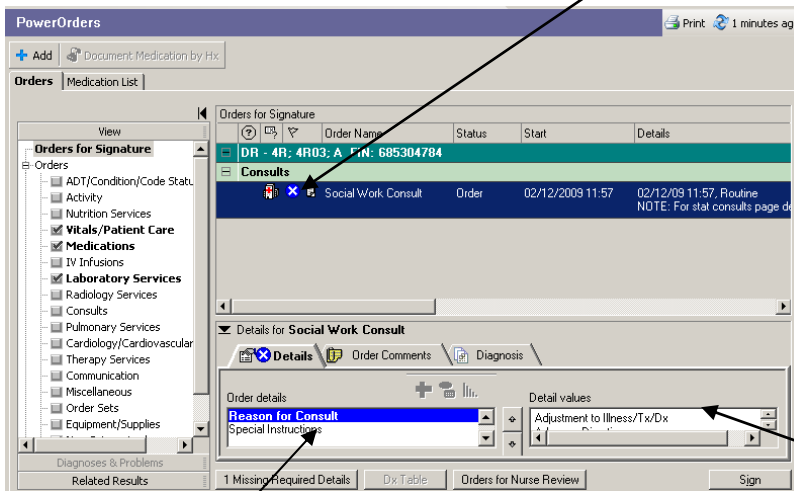 PowerOrders
Print 1 minutes ag
Add Document Medication by Hx
Orders Medication List
View
Orders for Signature
Orders
ADT/Condition/Code Statu
Activity
Nutrition Services
Vitals/Patient Care
Medications
IV Infusions
Laboratory Services
Radiology Services
Consults
Pulmonary Services
Cardiology/Cardiovascular
Therapy Services
Communication
Miscellaneous
Order Sets
Equipment/Supplies
Diagnoses & Problems
Related Results
Orders for Signature
Order Name Status Start Details
DR - 4R; 4R03; A FIN: 685304784
Consults
Social Work Consult Order 02/12/2009 11:57 02/12/09 11:57, Routine
NOTE: For stat consults page de
Details for Social Work Consult
Details Order Comments Diagnosis
Order details Detail values
Reason for Consult Adjustment to Illness/Tx/Dx
Special Instructions
1 Missing Required Details Dx Table Orders for Nurse Review Sign